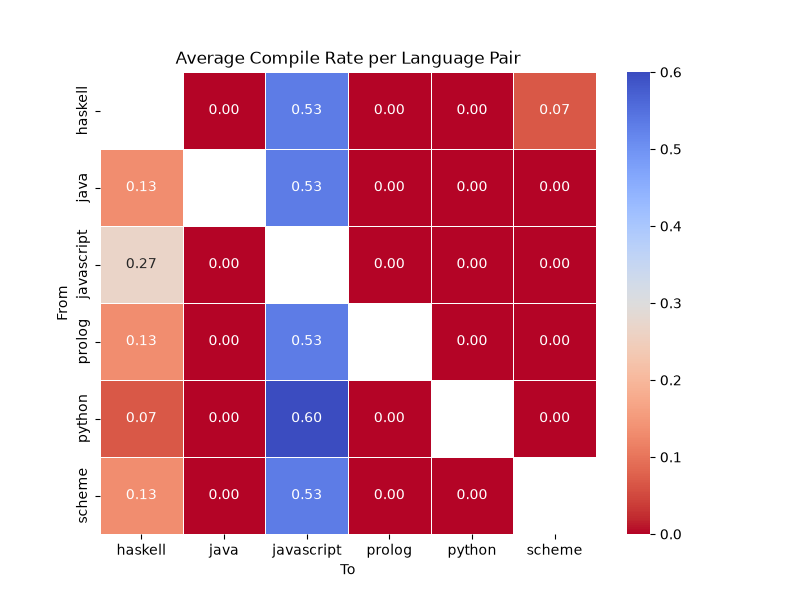 Average Compile Rate per Language Pair
haskell 0.00 0.53 0.00 0.00 0.07
java 0.13 0.53 0.00 0.00 0.00
javascript 0.27 0.00 0.00 0.00 0.00
prolog 0.13 0.00 0.53 0.00 0.00
python 0.07 0.00 0.60 0.00 0.00
scheme 0.13 0.00 0.53 0.00 0.00
From
haskell java javascript prolog python scheme
To
0.6
0.5
0.4
0.3
0.2
0.1
0.0